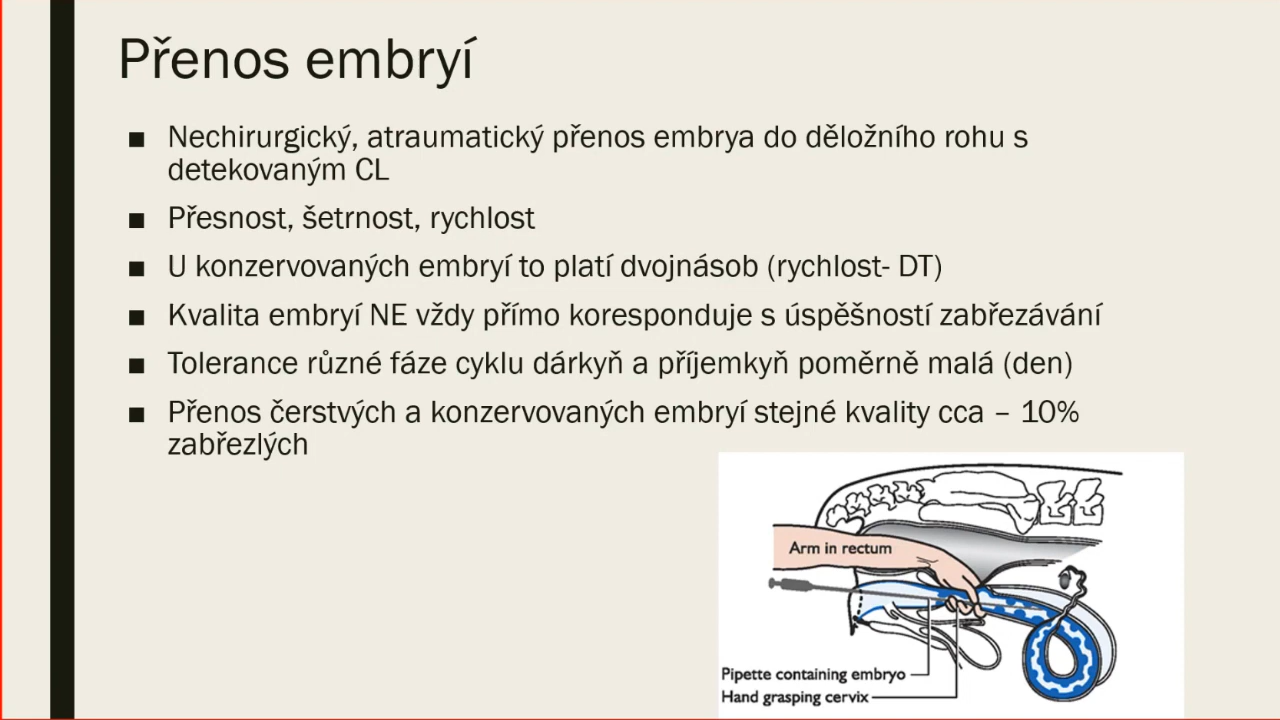 Přenos embryí
▪ Nechirurgický, atraumatický přenos embrya do děložního rohu s
detekovaným CL
▪ Přesnost, šetrnost, rychlost
▪ U konzervovaných embryí to platí dvojnásob (rychlost- DT)
▪ Kvalita embryí NE vždy přímo koresponduje s úspěšností zabřezávání
▪ Tolerance různé fáze cyklu dárkyň a příjemkyň poměrně malá (den)
▪ Přenos čerstvých a konzervovaných embryí stejné kvality cca – 10%
zabřezlých
Arm in rectum
Pipette containing embryo
Hand grasping cervix